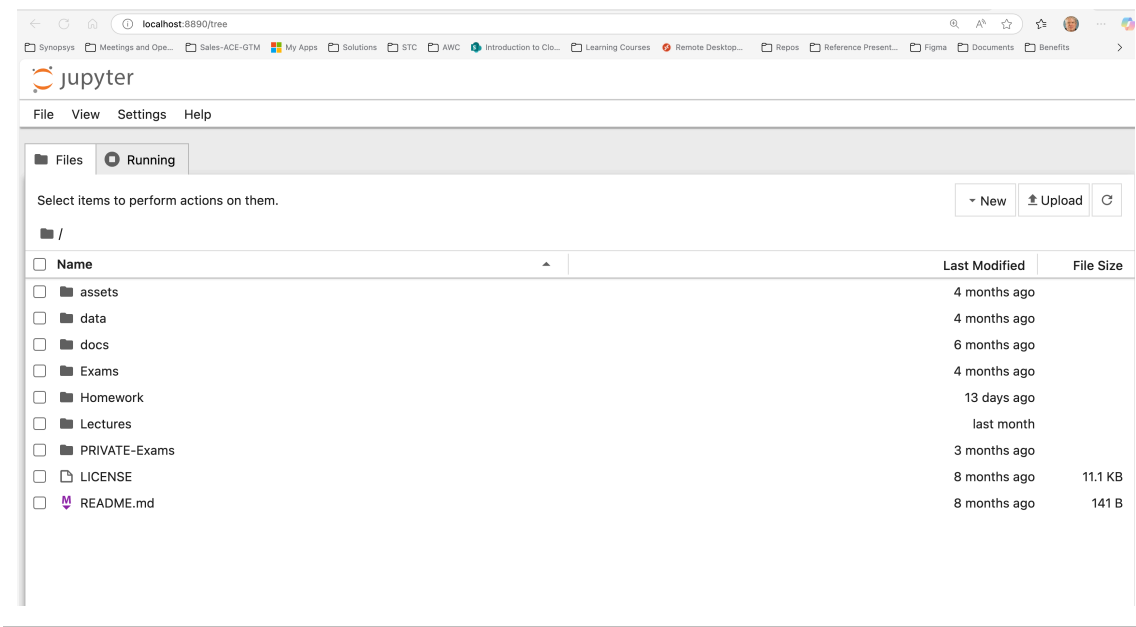 localhost:8890/tree
Synopsys Meetings and Ope... Sales-ACE-GTM My Apps Solutions STC AWC Introduction to Clo... Learning Courses Remote Desktop... Repos Reference Present... Figma Documents Benefits
jupyter
File View Settings Help
Files Running
Select items to perform actions on them. New Upload
/
Name Last Modified File Size
assets 4 months ago
data 4 months ago
docs 6 months ago
Exams 4 months ago
Homework 13 days ago
Lectures last month
PRIVATE-Exams 3 months ago
LICENSE 8 months ago 11.1 KB
README.md 8 months ago 141 B